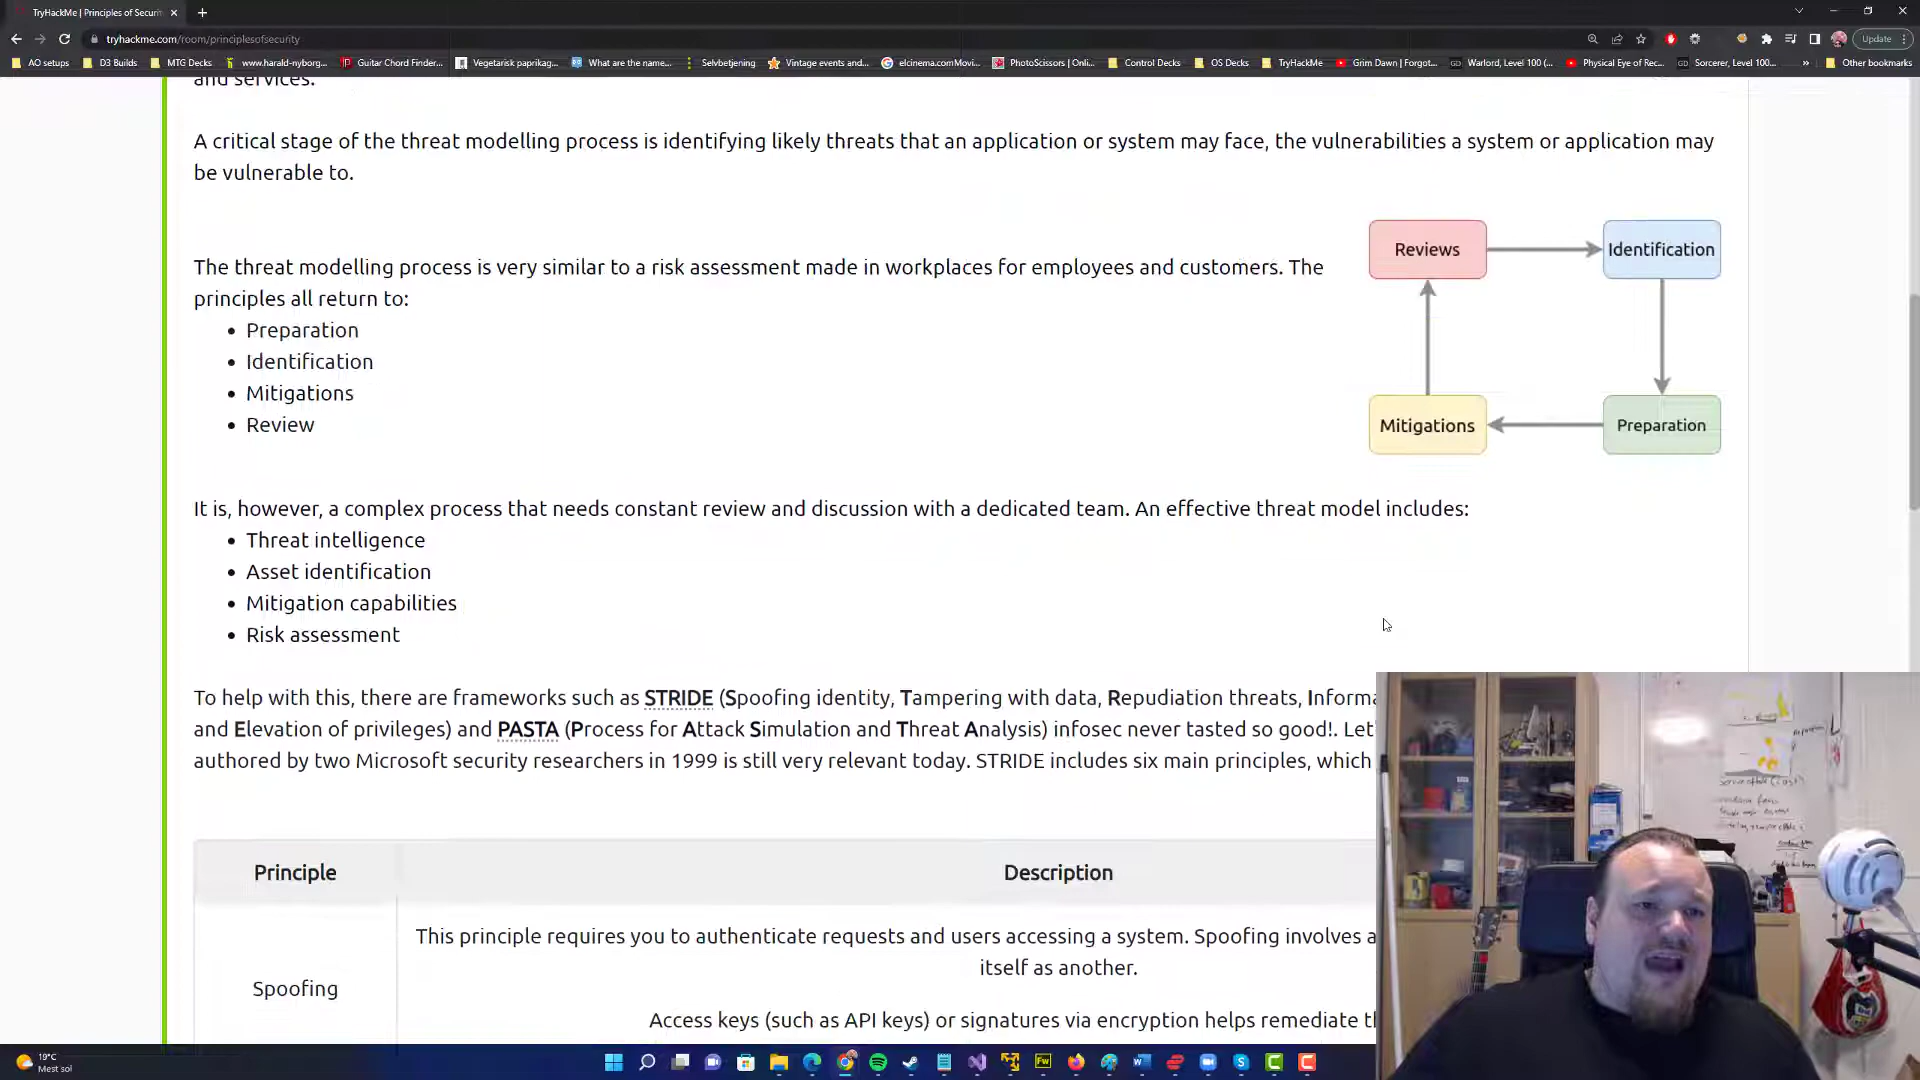 TryHackMe | Principles of Securit
tryhackme.com/room/principlesofsecurity
Update
AO setups
D3 Builds
MTG Decks
www.harald-nyborg...
Guitar Chord Finder...
Vegetarisk paprikag...
What are the name...
Selvbetjening
Vintage events and...
elcinema.comMovi...
PhotoScissors | Onli...
Control Decks
OS Decks
TryHackMe
Grim Dawn | Forgot...
Warlord, Level 100 (...
Physical Eye of Rec...
Sorcerer, Level 100...
Other bookmarks
and services.
A critical stage of the threat modelling process is identifying likely threats that an application or system may face, the vulnerabilities a system or application may
be vulnerable to.
The threat modelling process is very similar to a risk assessment made in workplaces for employees and customers. The
principles all return to:
• Preparation
• Identification
• Mitigations
• Review
Reviews
Identification
Mitigations
Preparation
It is, however, a complex process that needs constant review and discussion with a dedicated team. An effective threat model includes:
• Threat intelligence
• Asset identification
• Mitigation capabilities
• Risk assessment
To help with this, there are frameworks such as STRIDE (Spoofing identity, Tampering with data, Repudiation threats, Informa
and Elevation of privileges) and PASTA (Process for Attack Simulation and Threat Analysis) infosec never tasted so good!. Let'
authored by two Microsoft security researchers in 1999 is still very relevant today. STRIDE includes six main principles, which
Principle
Description
Spoofing
This principle requires you to authenticate requests and users accessing a system. Spoofing involves a
itself as another.
Access keys (such as API keys) or signatures via encryption helps remediate th
19°C
Mest sol